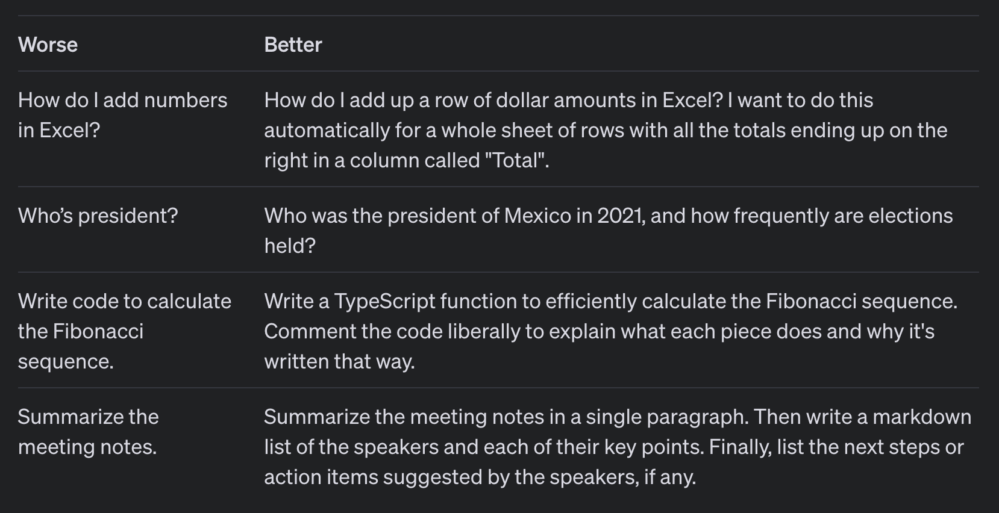 Worse
Better
How do I add numbers
in Excel?
How do I add up a row of dollar amounts in Excel? I want to do this
automatically for a whole sheet of rows with all the totals ending up on the
right in a column called "Total".
Who’s president?
Who was the president of Mexico in 2021, and how frequently are elections
held?
Write code to calculate
the Fibonacci
sequence.
Write a TypeScript function to efficiently calculate the Fibonacci sequence.
Comment the code liberally to explain what each piece does and why it's
written that way.
Summarize the
meeting notes.
Summarize the meeting notes in a single paragraph. Then write a markdown
list of the speakers and each of their key points. Finally, list the next steps or
action items suggested by the speakers, if any.